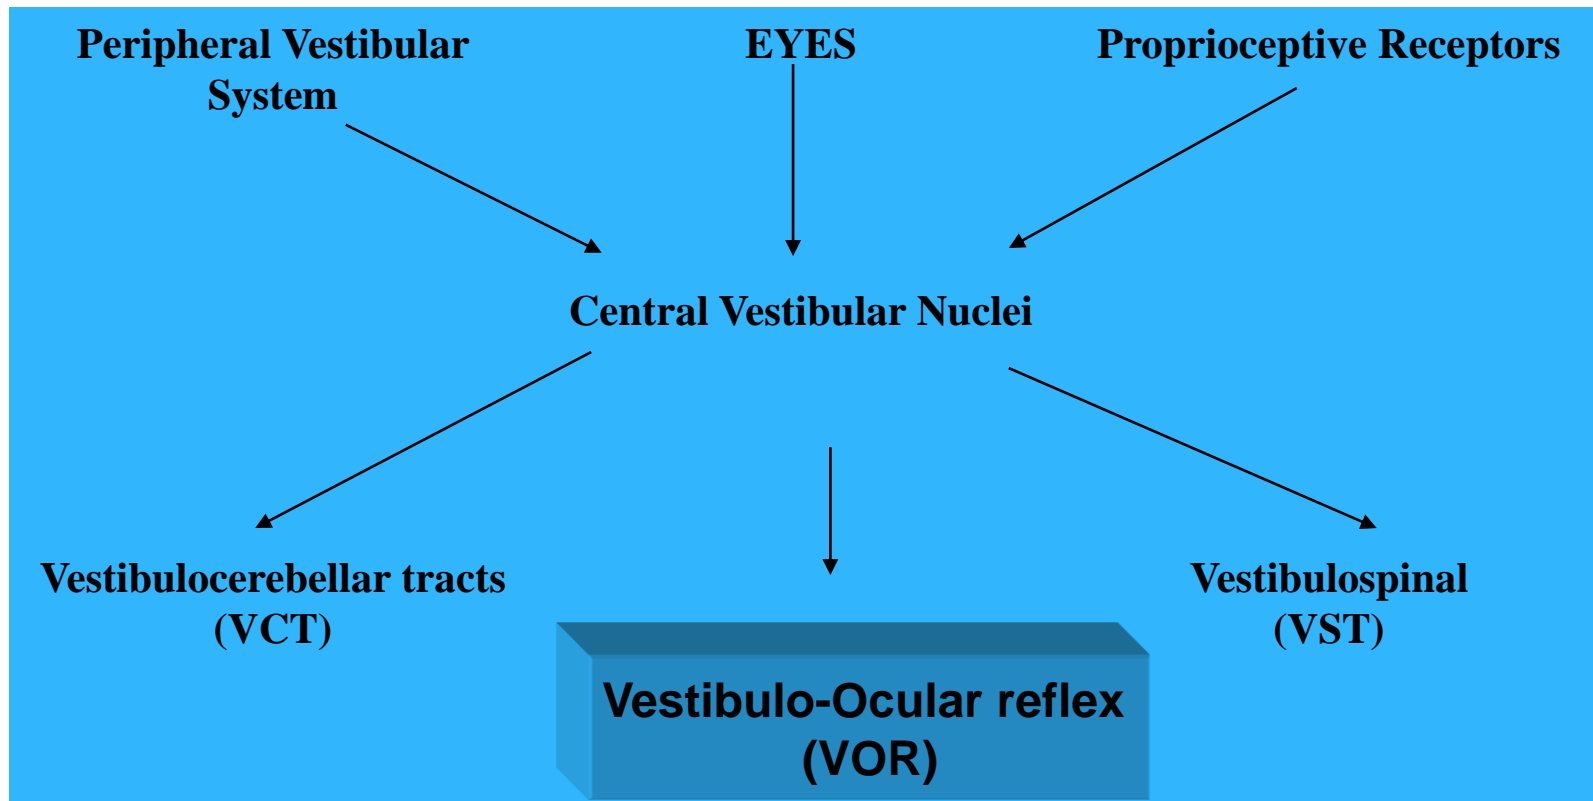 Peripheral Vestibular
System
EYES
Proprioceptive Receptors
Central Vestibular Nuclei
Vestibulocerebellar tracts
(VCT)
Vestibulo-Ocular reflex
(VOR)
Vestibulospinal
(VST)